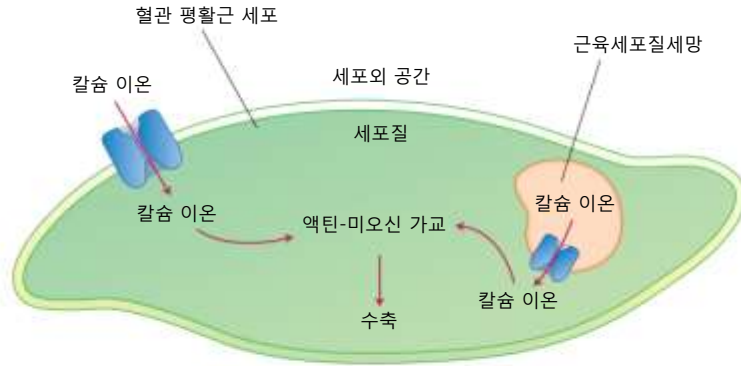 혈관 평활근 세포
근육세포질세망
세포외 공간
칼슘 이온
세포질
칼슘 이온
칼슘 이온
액틴-미오신 가교
칼슘 이온
수축